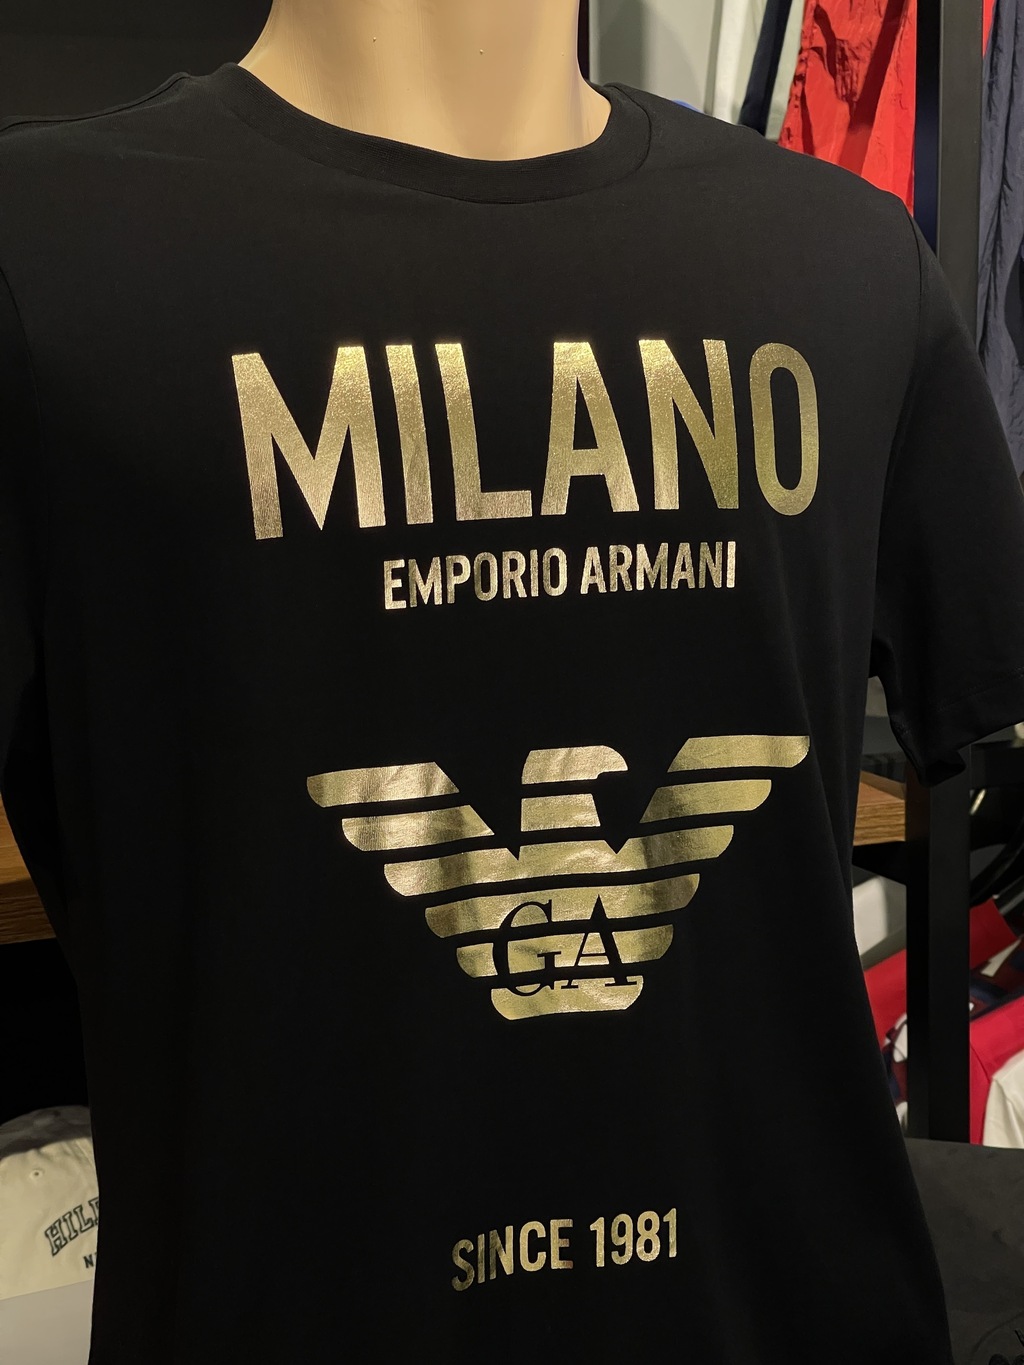 MILANO
EMPORIO ARMANI
GA
SINCE 1981